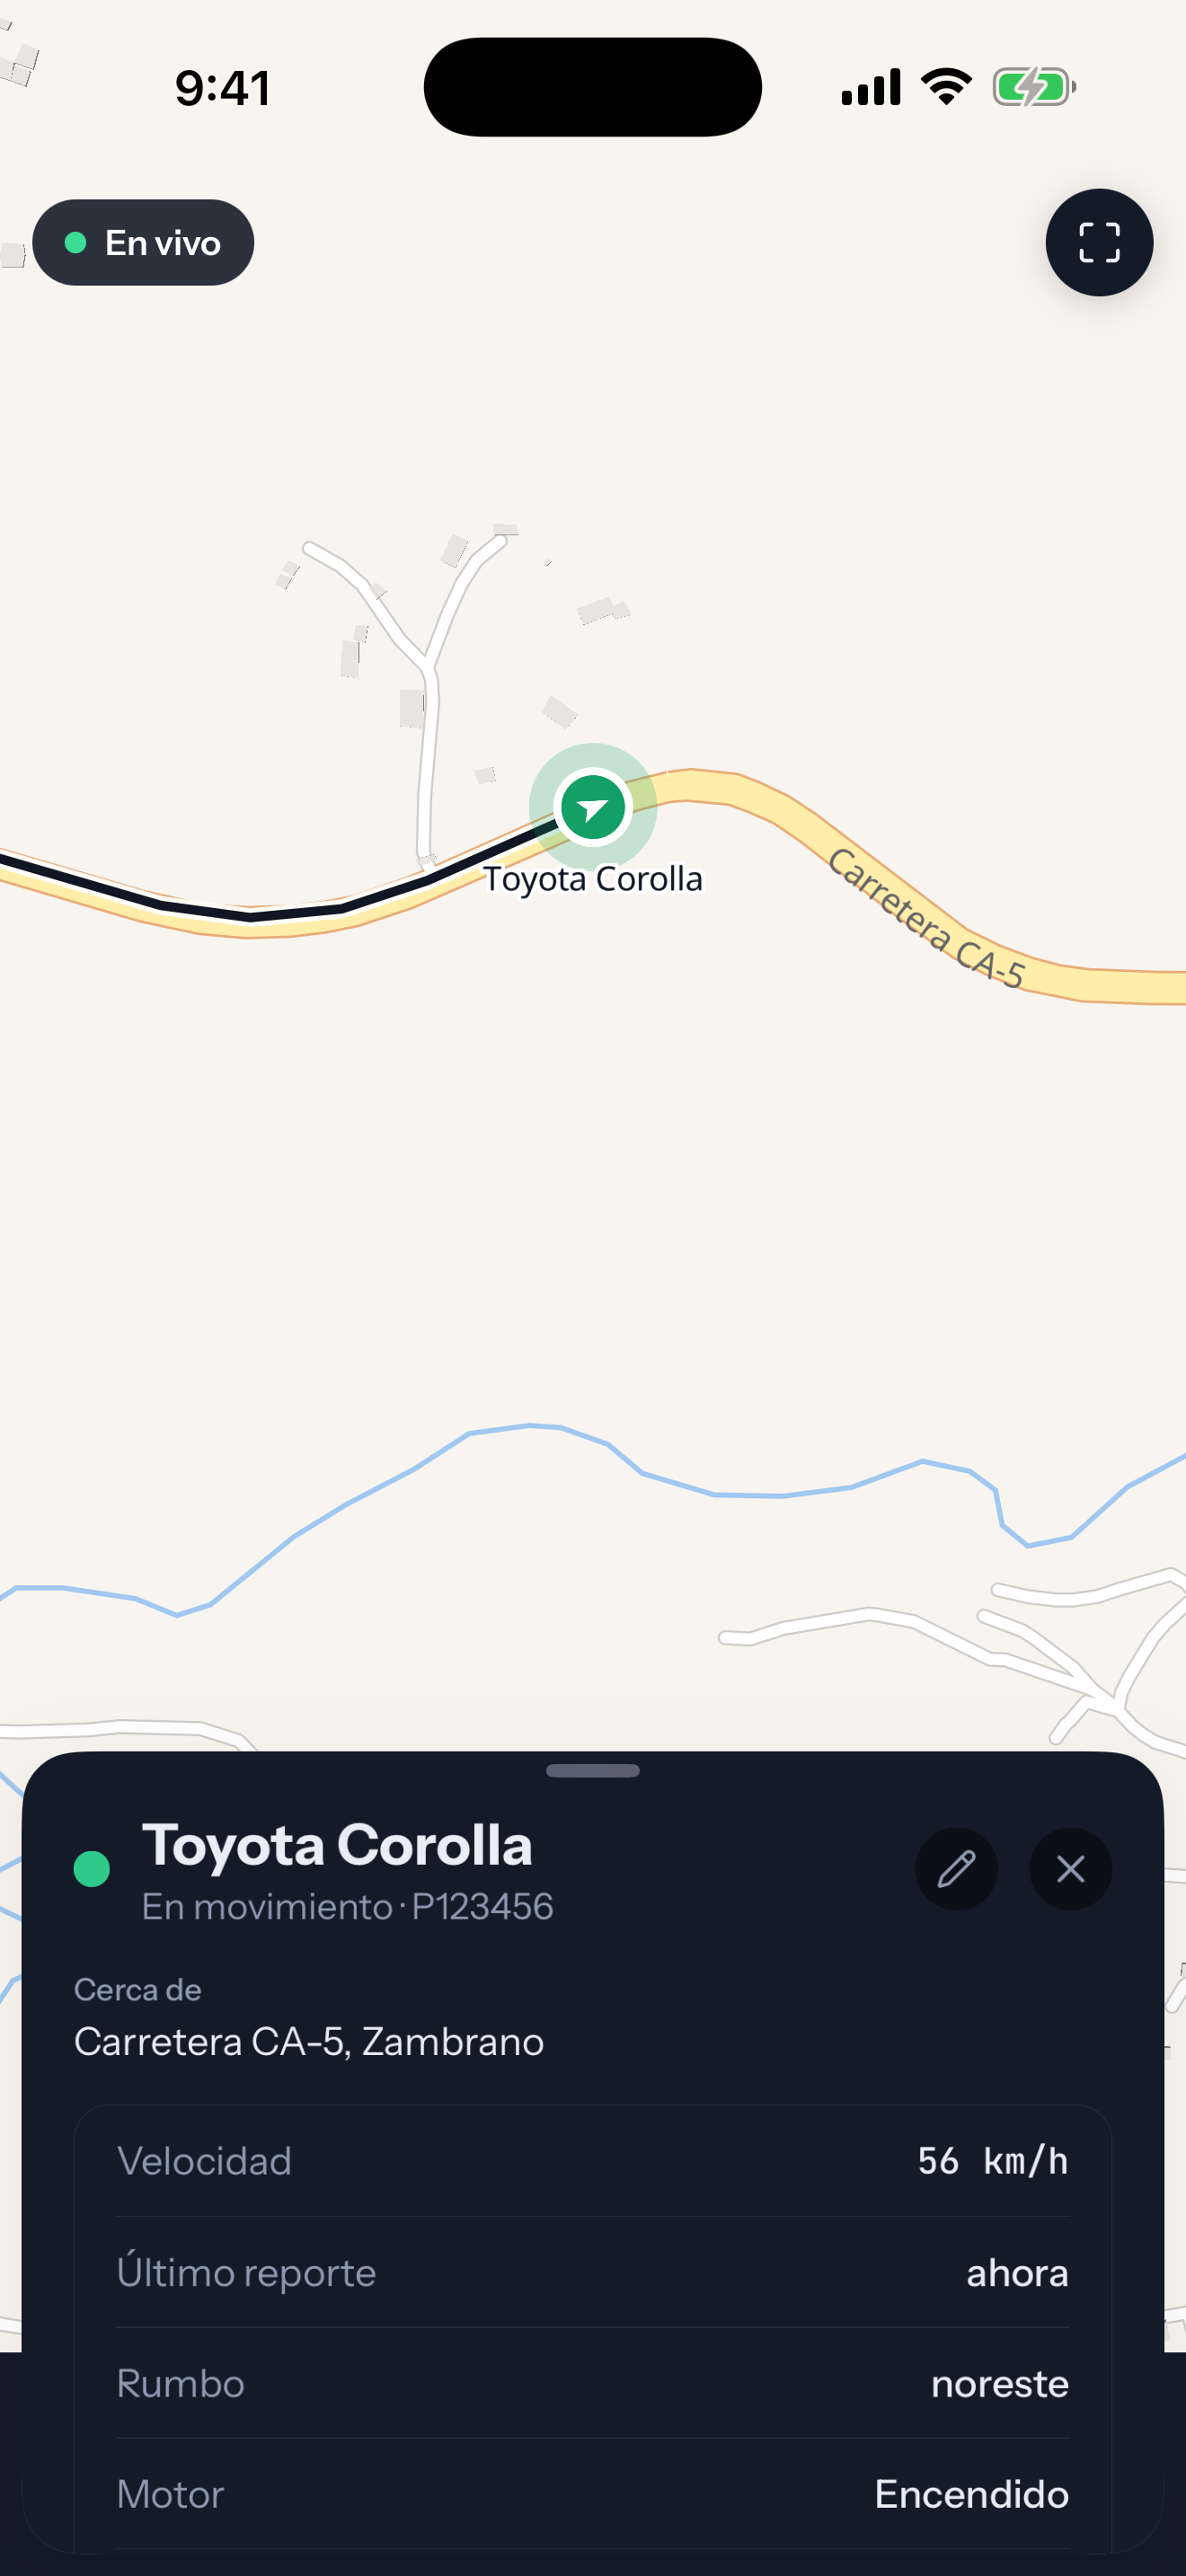 9:41
En vivo
Toyota Corolla
Carretera CA-5
Toyota Corolla
En movimiento · P123456
Cerca de
Carretera CA-5, Zambrano
Velocidad 56 km/h
Último reporte ahora
Rumbo noreste
Motor Encendido